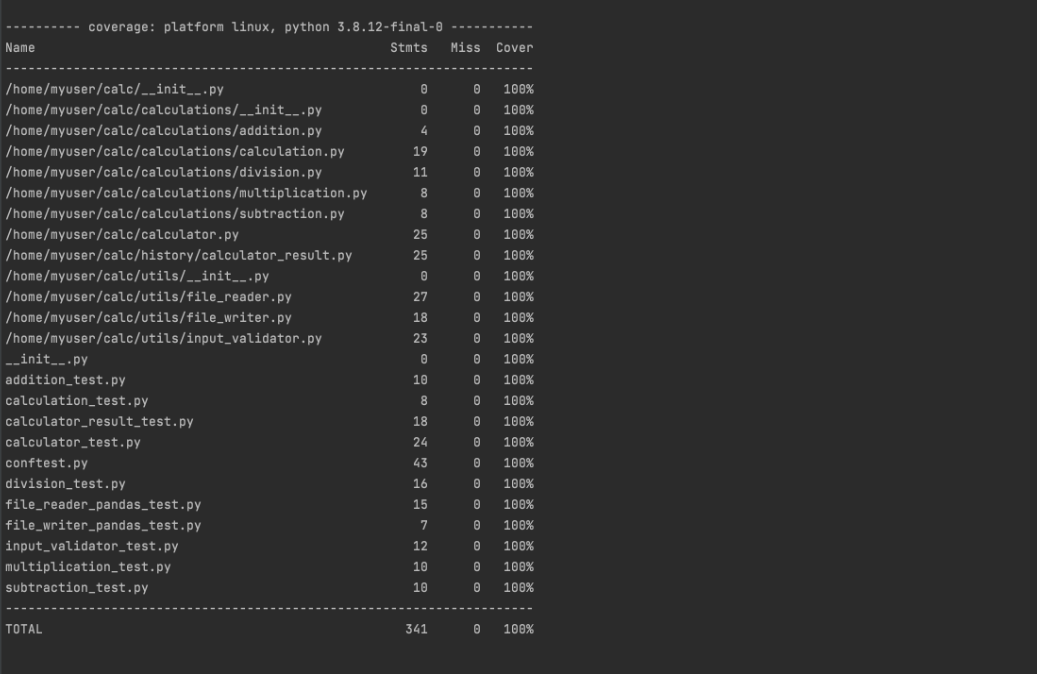 ---------- coverage: platform linux, python 3.8.12-final-0 -----------
Name                                               Stmts   Miss  Cover
----------------------------------------------------------------------
/home/myuser/calc/__init__.py                          0      0   100%
/home/myuser/calc/calculations/__init__.py             0      0   100%
/home/myuser/calc/calculations/addition.py             4      0   100%
/home/myuser/calc/calculations/calculation.py         19      0   100%
/home/myuser/calc/calculations/division.py            11      0   100%
/home/myuser/calc/calculations/multiplication.py       8      0   100%
/home/myuser/calc/calculations/subtraction.py          8      0   100%
/home/myuser/calc/calculator.py                       25      0   100%
/home/myuser/calc/history/calculator_result.py        25      0   100%
/home/myuser/calc/utils/__init__.py                    0      0   100%
/home/myuser/calc/utils/file_reader.py                27      0   100%
/home/myuser/calc/utils/file_writer.py                18      0   100%
/home/myuser/calc/utils/input_validator.py            23      0   100%
__init__.py                                            0      0   100%
addition_test.py                                      10      0   100%
calculation_test.py                                    8      0   100%
calculator_result_test.py                             18      0   100%
calculator_test.py                                    24      0   100%
conftest.py                                           43      0   100%
division_test.py                                      16      0   100%
file_reader_pandas_test.py                            15      0   100%
file_writer_pandas_test.py                             7      0   100%
input_validator_test.py                               12      0   100%
multiplication_test.py                                10      0   100%
subtraction_test.py                                   10      0   100%
----------------------------------------------------------------------
TOTAL                                                341      0   100%